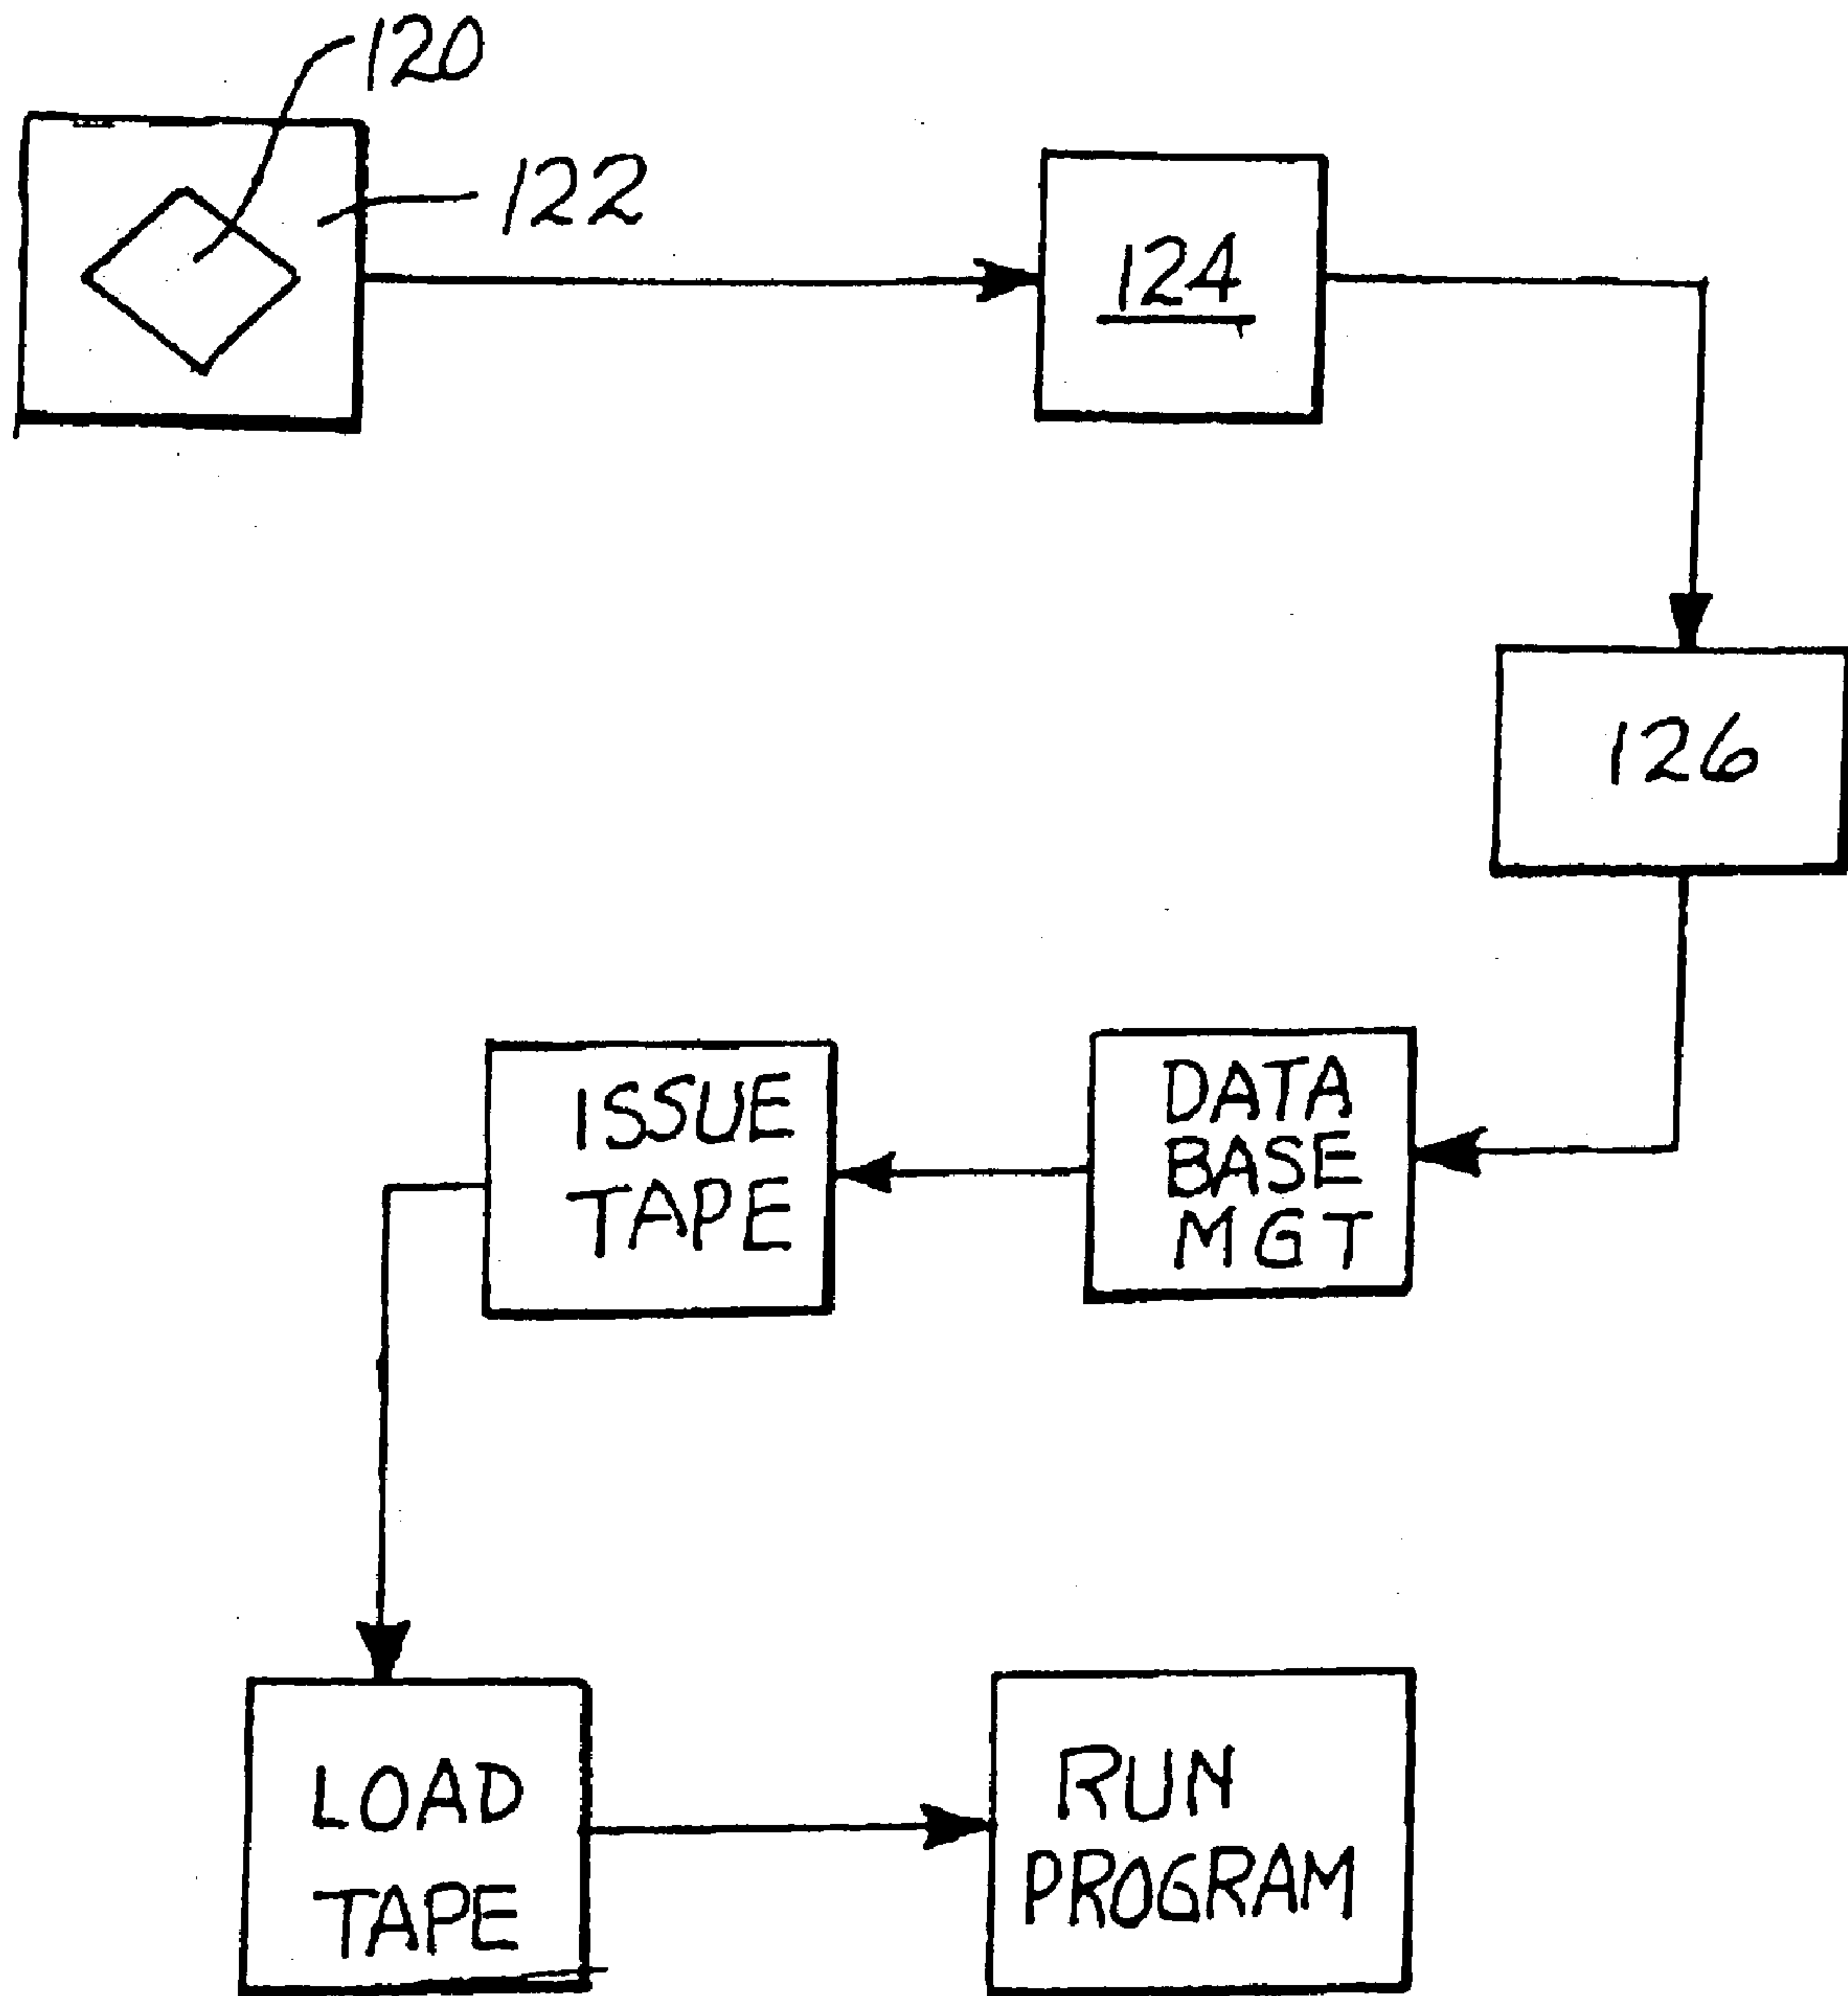 120
122
124
126
DATA
BASE
MGT
ISSUE
TAPE
LOAD
TAPE
RUN
PROGRAM